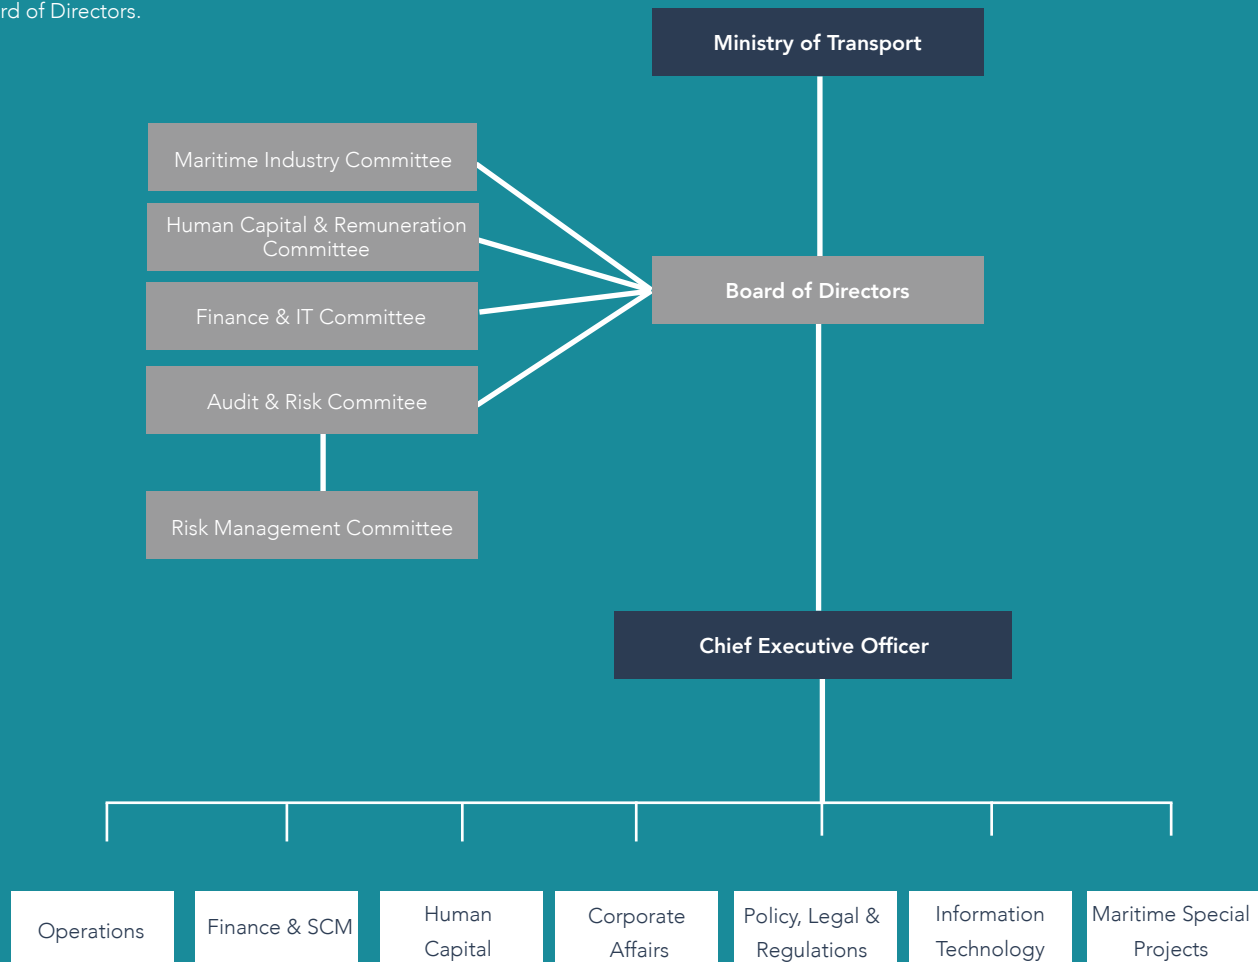 rd of Directors.
Ministry of Transport
Maritime Industry Committee
Human Capital & Remuneration
Committee
Finance & IT Committee
Audit & Risk Commitee
Risk Management Committee
Board of Directors
Chief Executive Officer
Operations
Finance & SCM
Human
Capital
Corporate
Affairs
Policy, Legal &
Regulations
Information
Technology
Maritime Special
Projects